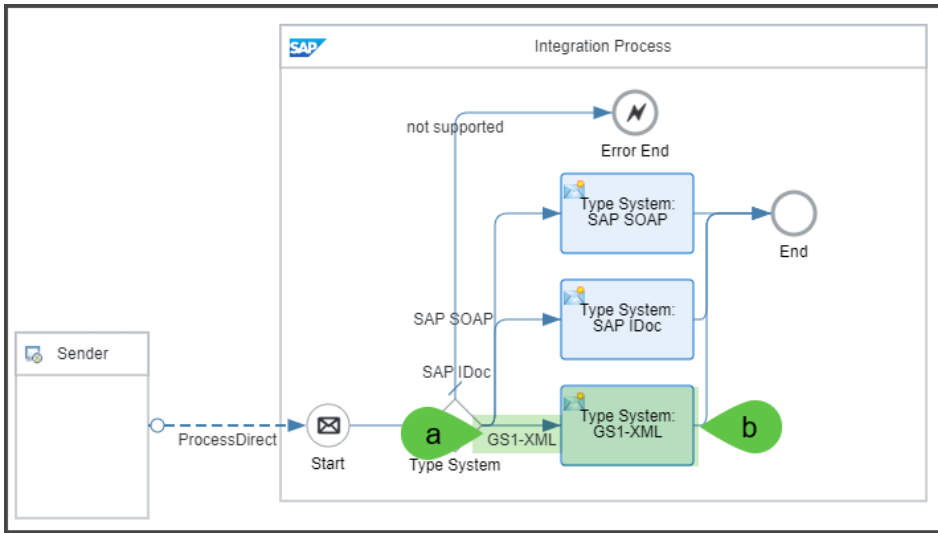 SAP
Integration Process
not supported
Error End
Type System:
SAP SOAP
End
Type System:
SAP IDoc
SAP SOAP
SAP IDoc
Sender
ProcessDirect
Start
a
GS1-XML
Type System
Type System:
GS1-XML
b